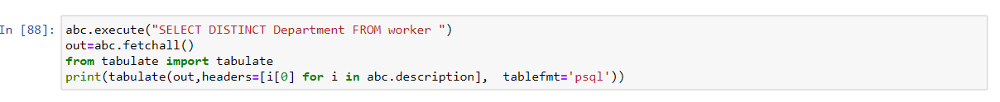 In [88]: abc.execute("SELECT DISTINCT Department FROM worker ")
out=abc.fetchall()
from tabulate import tabulate
print(tabulate(out,headers=[i[0] for i in abc.description],  tablefmt='psql'))